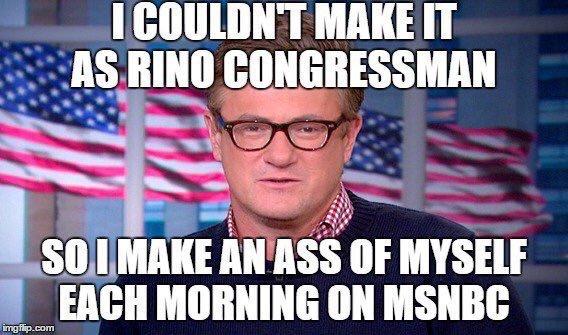 I COULDN'T MAKE IT
AS RINO CONGRESSMAN
SO I MAKE AN ASS OF MYSELF
EACH MORNING ON MSNBC
imgflip.com